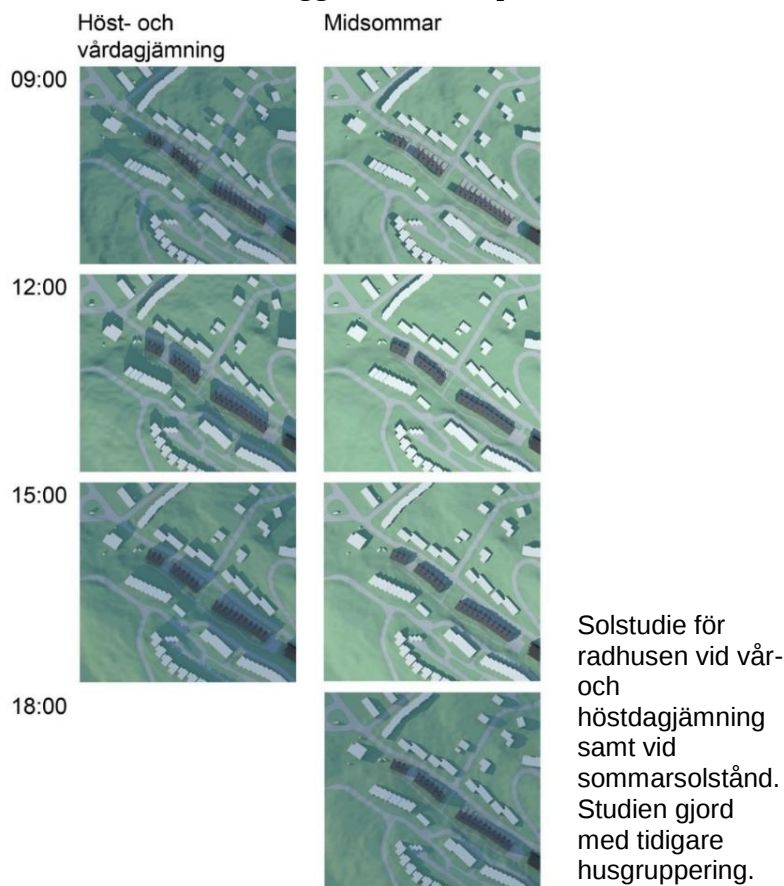 Höst- och
vårdagjämning
Midsommar
09:00
12:00
15:00
18:00
Solstudie för
radhusen vid vår-
och
höstdagjämning
samt vid
sommarsolstånd.
Studien gjord
med tidigare
husgruppering.